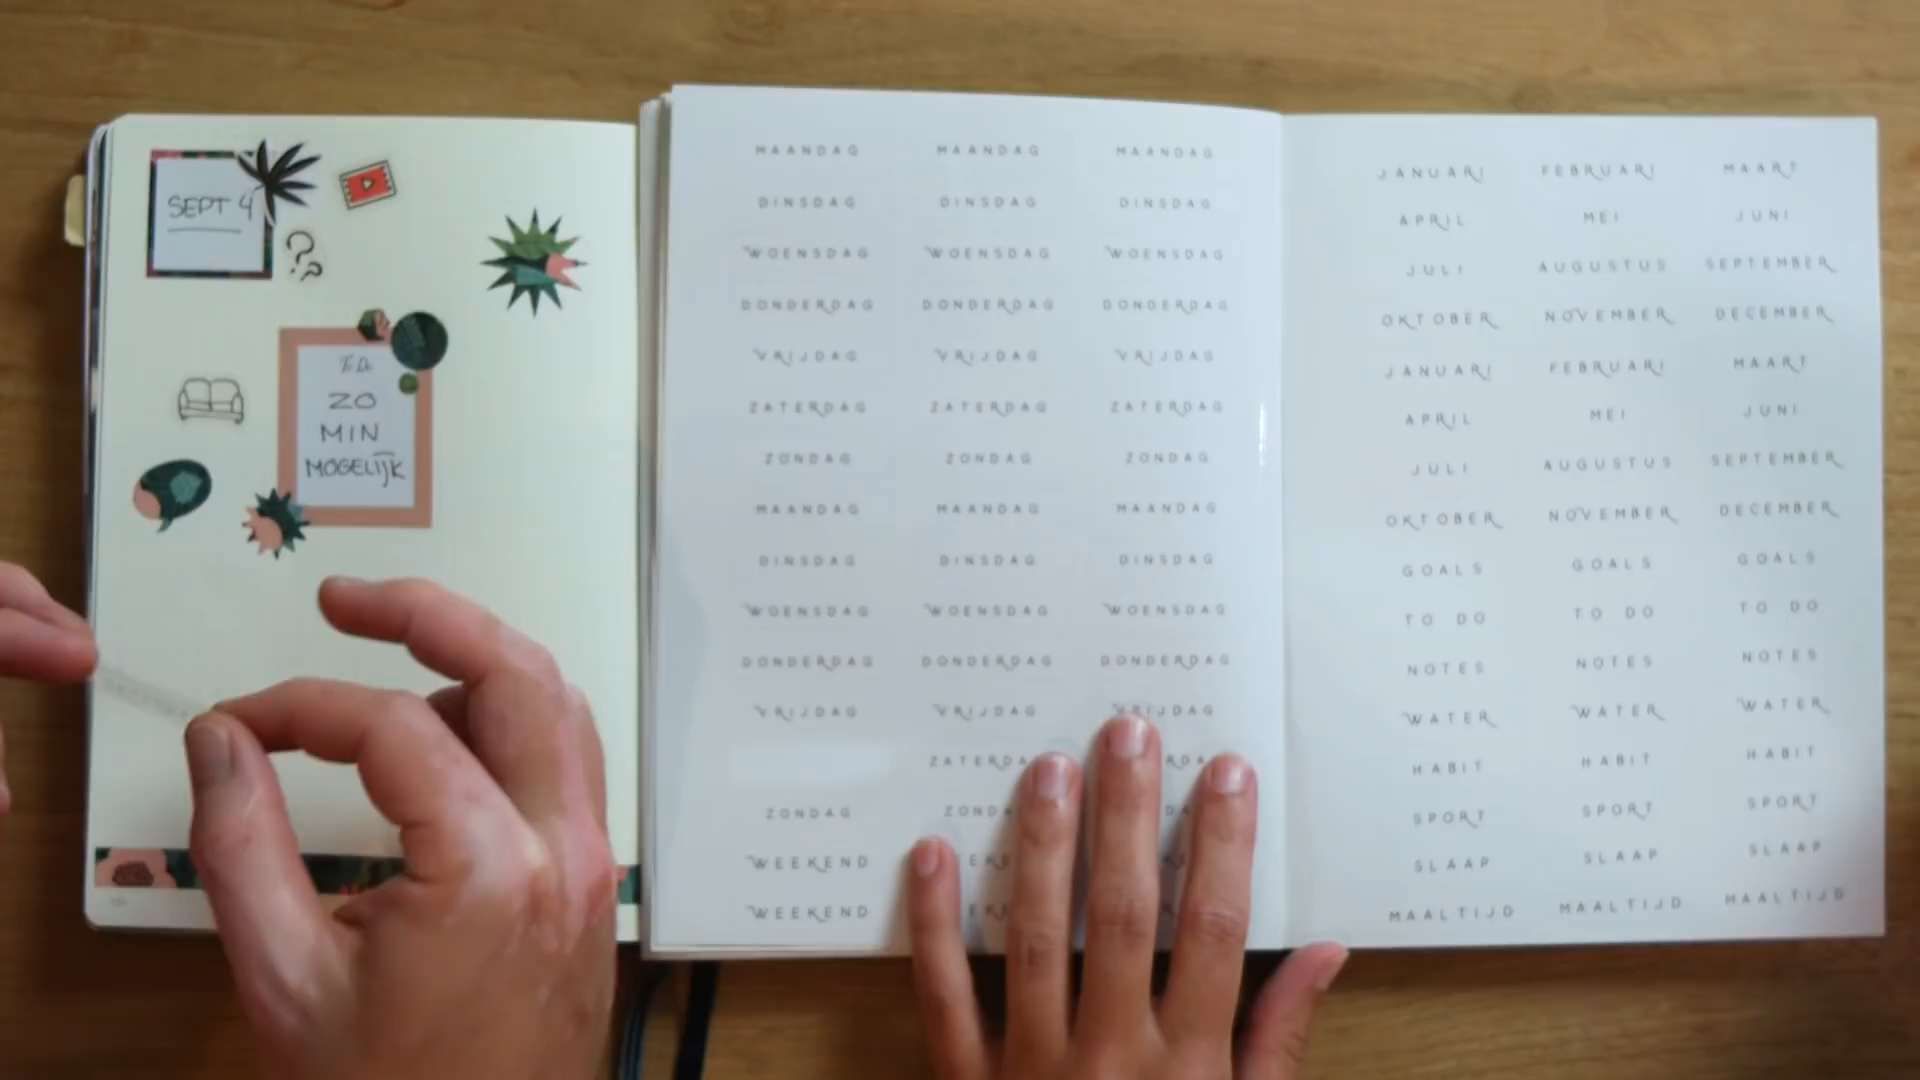 SEPT 4
To Do
ZO
MIN
MOGELIJK
MAANDAG MAANDAG MAANDAG
DINSDAG DINSDAG DINSDAG
WOENSDAG WOENSDAG WOENSDAG
DONDERDAG DONDERDAG DONDERDAG
VRIJDAG VRIJDAG VRIJDAG
ZATERDAG ZATERDAG ZATERDAG
ZONDAG ZONDAG ZONDAG
MAANDAG MAANDAG MAANDAG
DINSDAG DINSDAG DINSDAG
WOENSDAG WOENSDAG WOENSDAG
DONDERDAG DONDERDAG DONDERDAG
VRIJDAG VRIJDAG VRIJDAG
ZATERDA
ZONDAG ZONDA
WEEKEND
WEEKEND
JANUARI FEBRUARI MAART
APRIL MEI JUNI
JULI AUGUSTUS SEPTEMBER
OKTOBER NOVEMBER DECEMBER
JANUARI FEBRUARI MAART
APRIL MEI JUNI
JULI AUGUSTUS SEPTEMBER
OKTOBER NOVEMBER DECEMBER
GOALS GOALS GOALS
TO DO TO DO TO DO
NOTES NOTES NOTES
WATER WATER WATER
HABIT HABIT HABIT
SPORT SPORT SPORT
SLAAP SLAAP SLAAP
MAALTIJD MAALTIJD MAALTIJD